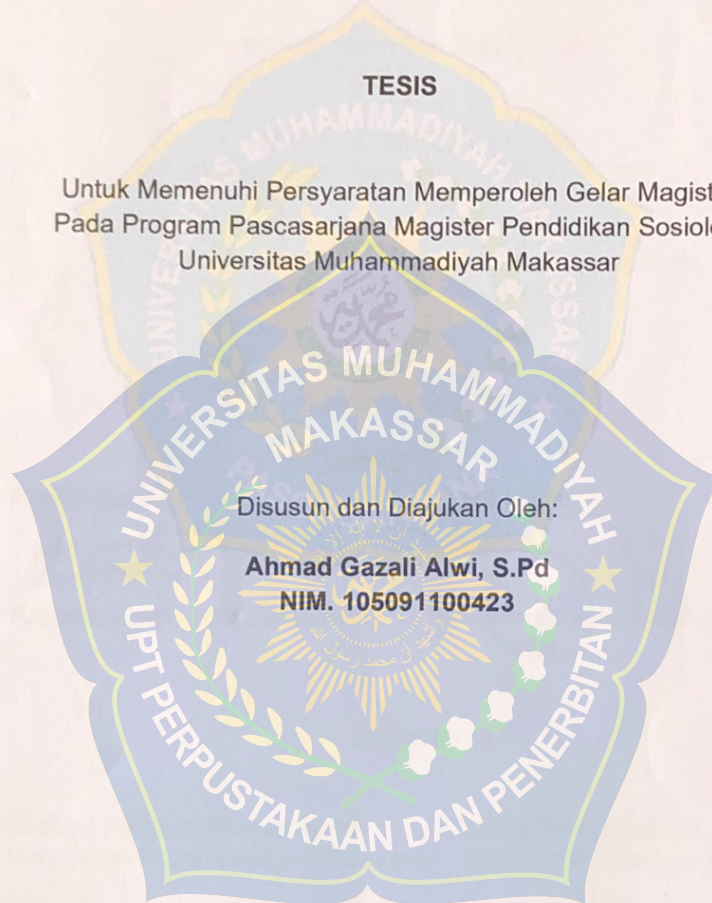 TESIS
Untuk Memenuhi Persyaratan Memperoleh Gelar Magist
Pada Program Pascasarjana Magister Pendidikan Sosiol
Universitas Muhammadiyah Makassar
UNIVERSITAS MUHAMMADIYAH
MAKASSAR
Disusun dan Diajukan Oleh:
Ahmad Gazali Alwi, S.Pd
NIM. 105091100423
UPT PERPUSTAKAAN DAN PENERBITAN